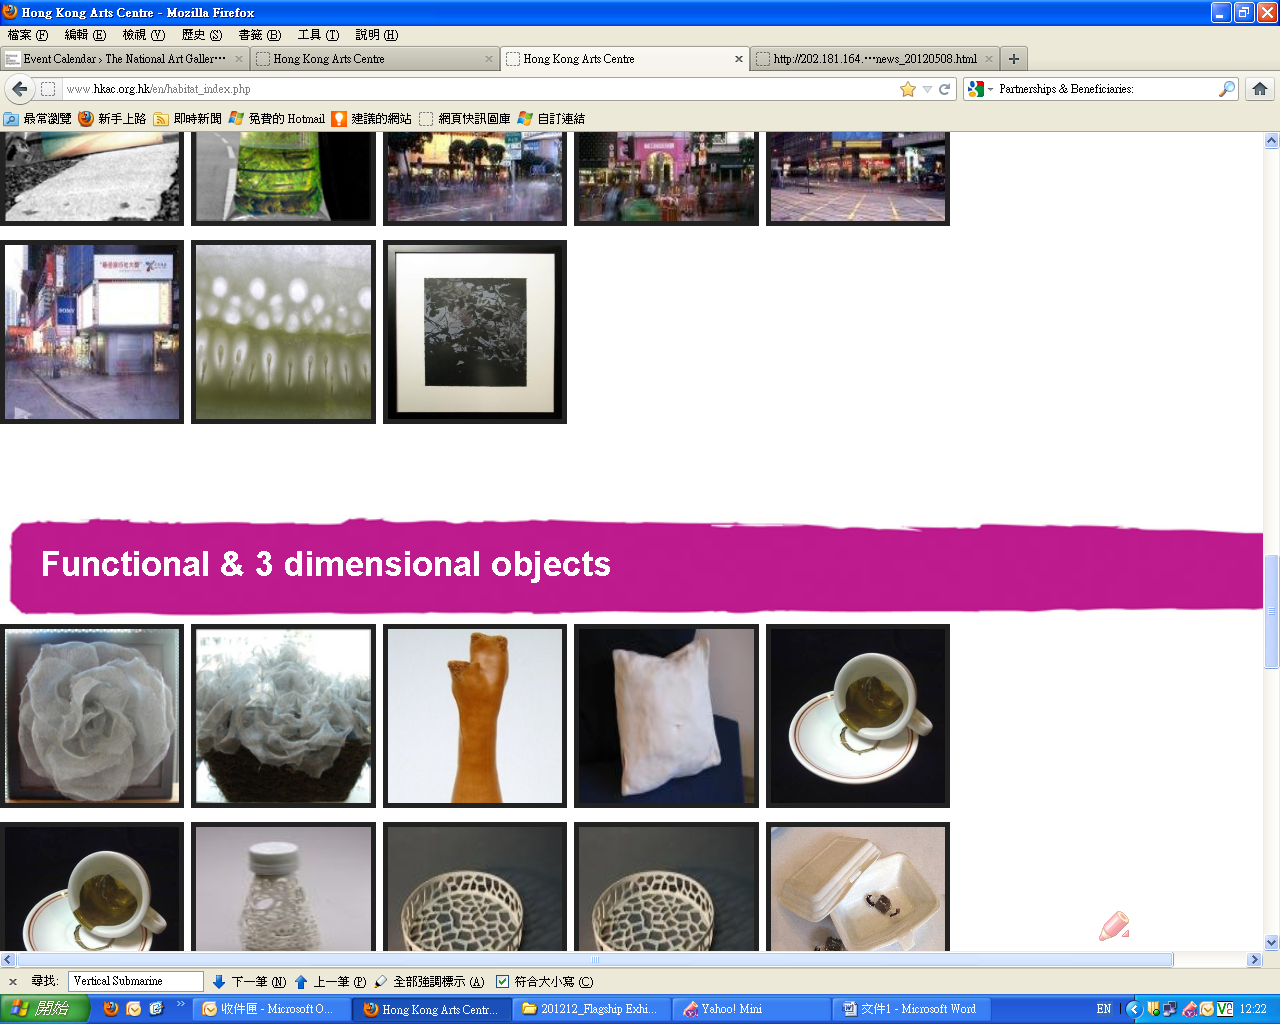 Hong Kong Arts Centre - Mozilla Firefox
檔案 (F) 編輯 (E) 檢視 (V) 歷史 (S) 書籤 (B) 工具 (T) 說明 (H)
Event Calendar › The National Art Galler… Hong Kong Arts Centre Hong Kong Arts Centre http://202.181.164.…news_20120508.html
www.hkac.org.hk/en/habitat_index.php Partnerships & Beneficiaries:
最常瀏覽 新手上路 即時新聞 免費的 Hotmail 建議的網站 網頁快訊圖庫 自訂連結
SONY
Functional & 3 dimensional objects
尋找: Vertical Submarine 下一筆 (N) 上一筆 (P) 全部強調標示 (A) 符合大小寫 (C)
開始 收件匣 - Microsoft O... Hong Kong Arts Centr... 201212_Flagship Exhi... Yahoo! Mini 文件1 - Microsoft Word EN 12:22